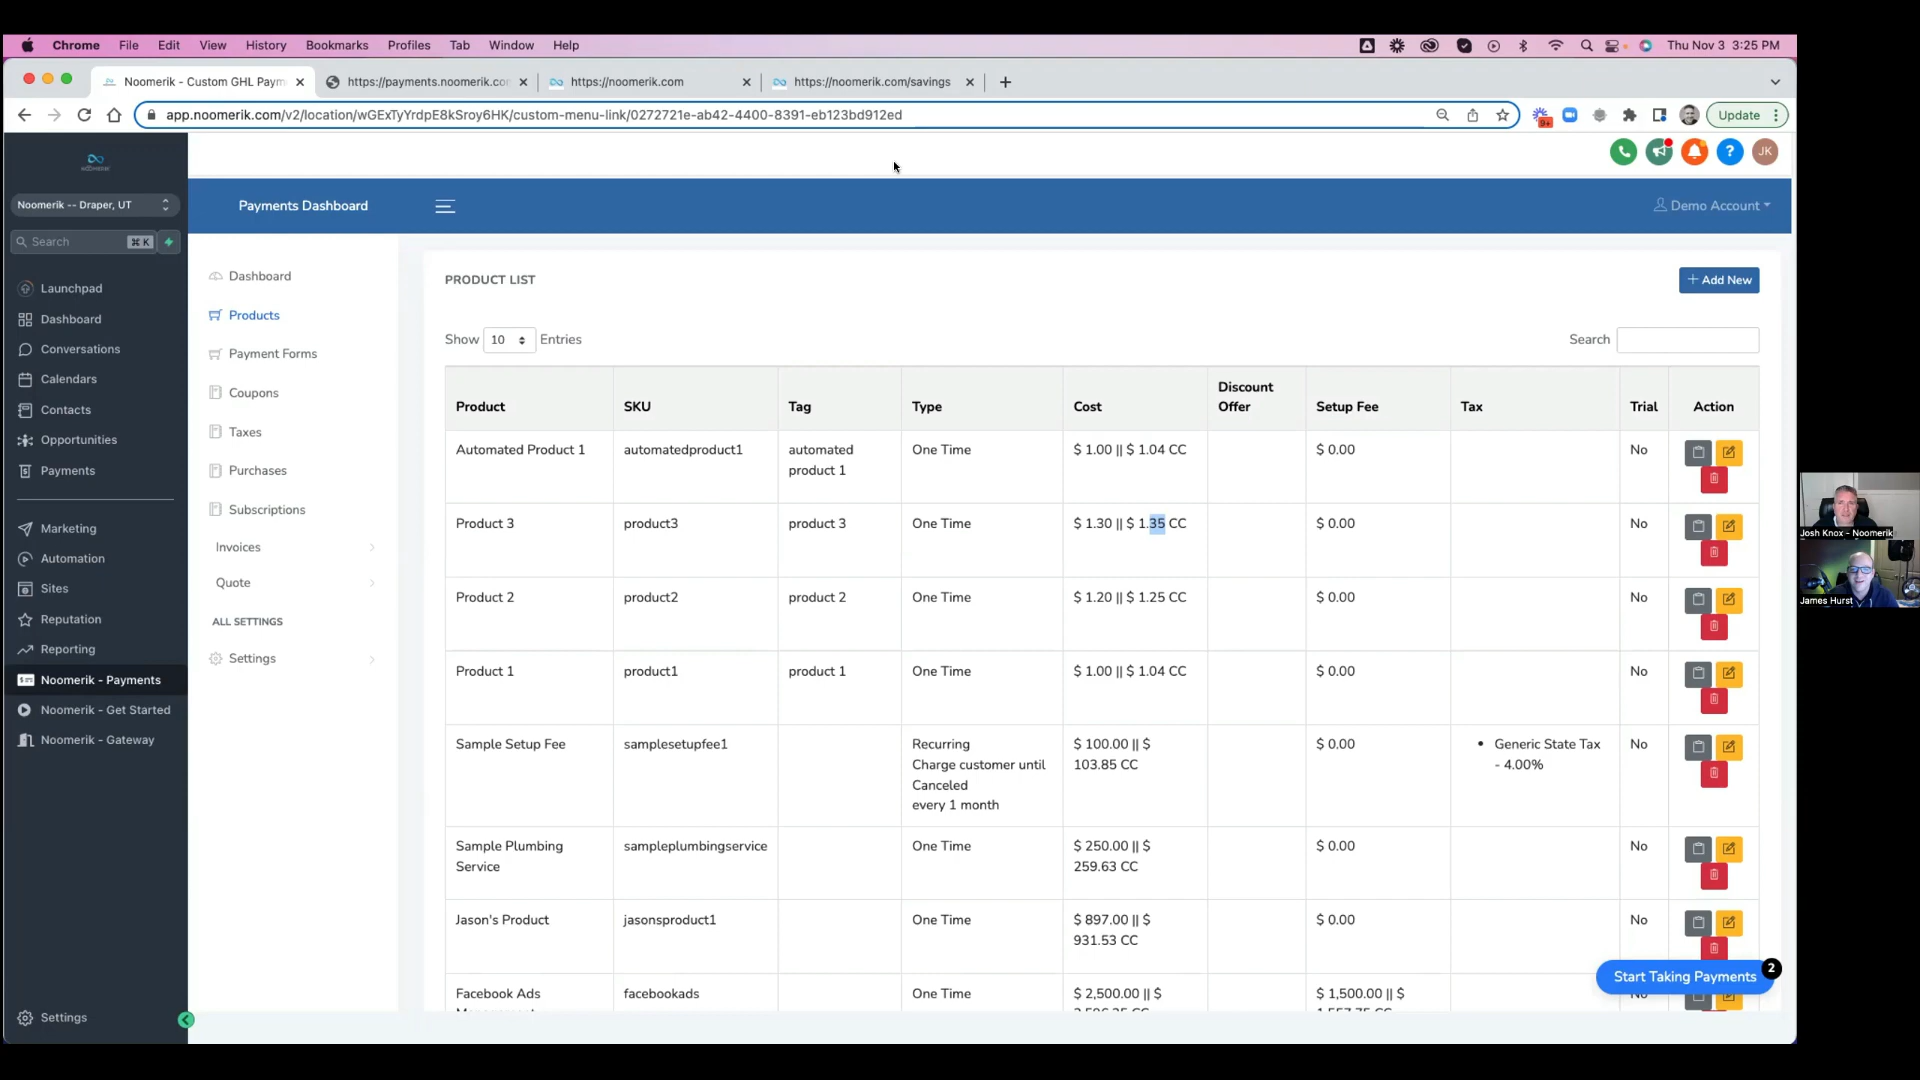 Chrome File Edit View History Bookmarks Profiles Tab Window Help Thu Nov 3 3:25 PM
Noomerik - Custom GHL Paym https://payments.noomerik.co https://noomerik.com https://noomerik.com/savings
app.noomerik.com/v2/location/wGExTyYrdpE8kSroy6HK/custom-menu-link/0272721e-ab42-4400-8391-eb123bd912ed 9+ Update
NOOMERIK
JK
Noomerik -- Draper, UT
Search ⌘ K
Launchpad
Dashboard
Conversations
Calendars
Contacts
Opportunities
Payments
Marketing
Automation
Sites
Reputation
Reporting
Noomerik - Payments
Noomerik - Get Started
Noomerik - Gateway
Settings
Payments Dashboard Demo Account
Dashboard
Products
Payment Forms
Coupons
Taxes
Purchases
Subscriptions
Invoices
Quote
ALL SETTINGS
Settings
PRODUCT LIST + Add New
Show 10 Entries Search
Product SKU Tag Type Cost Discount Offer Setup Fee Tax Trial Action
Automated Product 1 automatedproduct1 automated product 1 One Time $ 1.00 || $ 1.04 CC $ 0.00 No
Product 3 product3 product 3 One Time $ 1.30 || $ 1.35 CC $ 0.00 No
Product 2 product2 product 2 One Time $ 1.20 || $ 1.25 CC $ 0.00 No
Product 1 product1 product 1 One Time $ 1.00 || $ 1.04 CC $ 0.00 No
Sample Setup Fee samplesetupfee1 Recurring $ 100.00 || $ $ 0.00 • Generic State Tax No
Charge customer until 103.85 CC - 4.00%
Canceled
every 1 month
Sample Plumbing sampleplumbingservice One Time $ 250.00 || $ $ 0.00 No
Service 259.63 CC
Jason's Product jasonsproduct1 One Time $ 897.00 || $ $ 0.00 No
931.53 CC
Facebook Ads facebookads One Time $ 2,500.00 || $ $ 1,500.00 || $ No
Start Taking Payments 2
Josh Knox - Noomerik
James Hurst